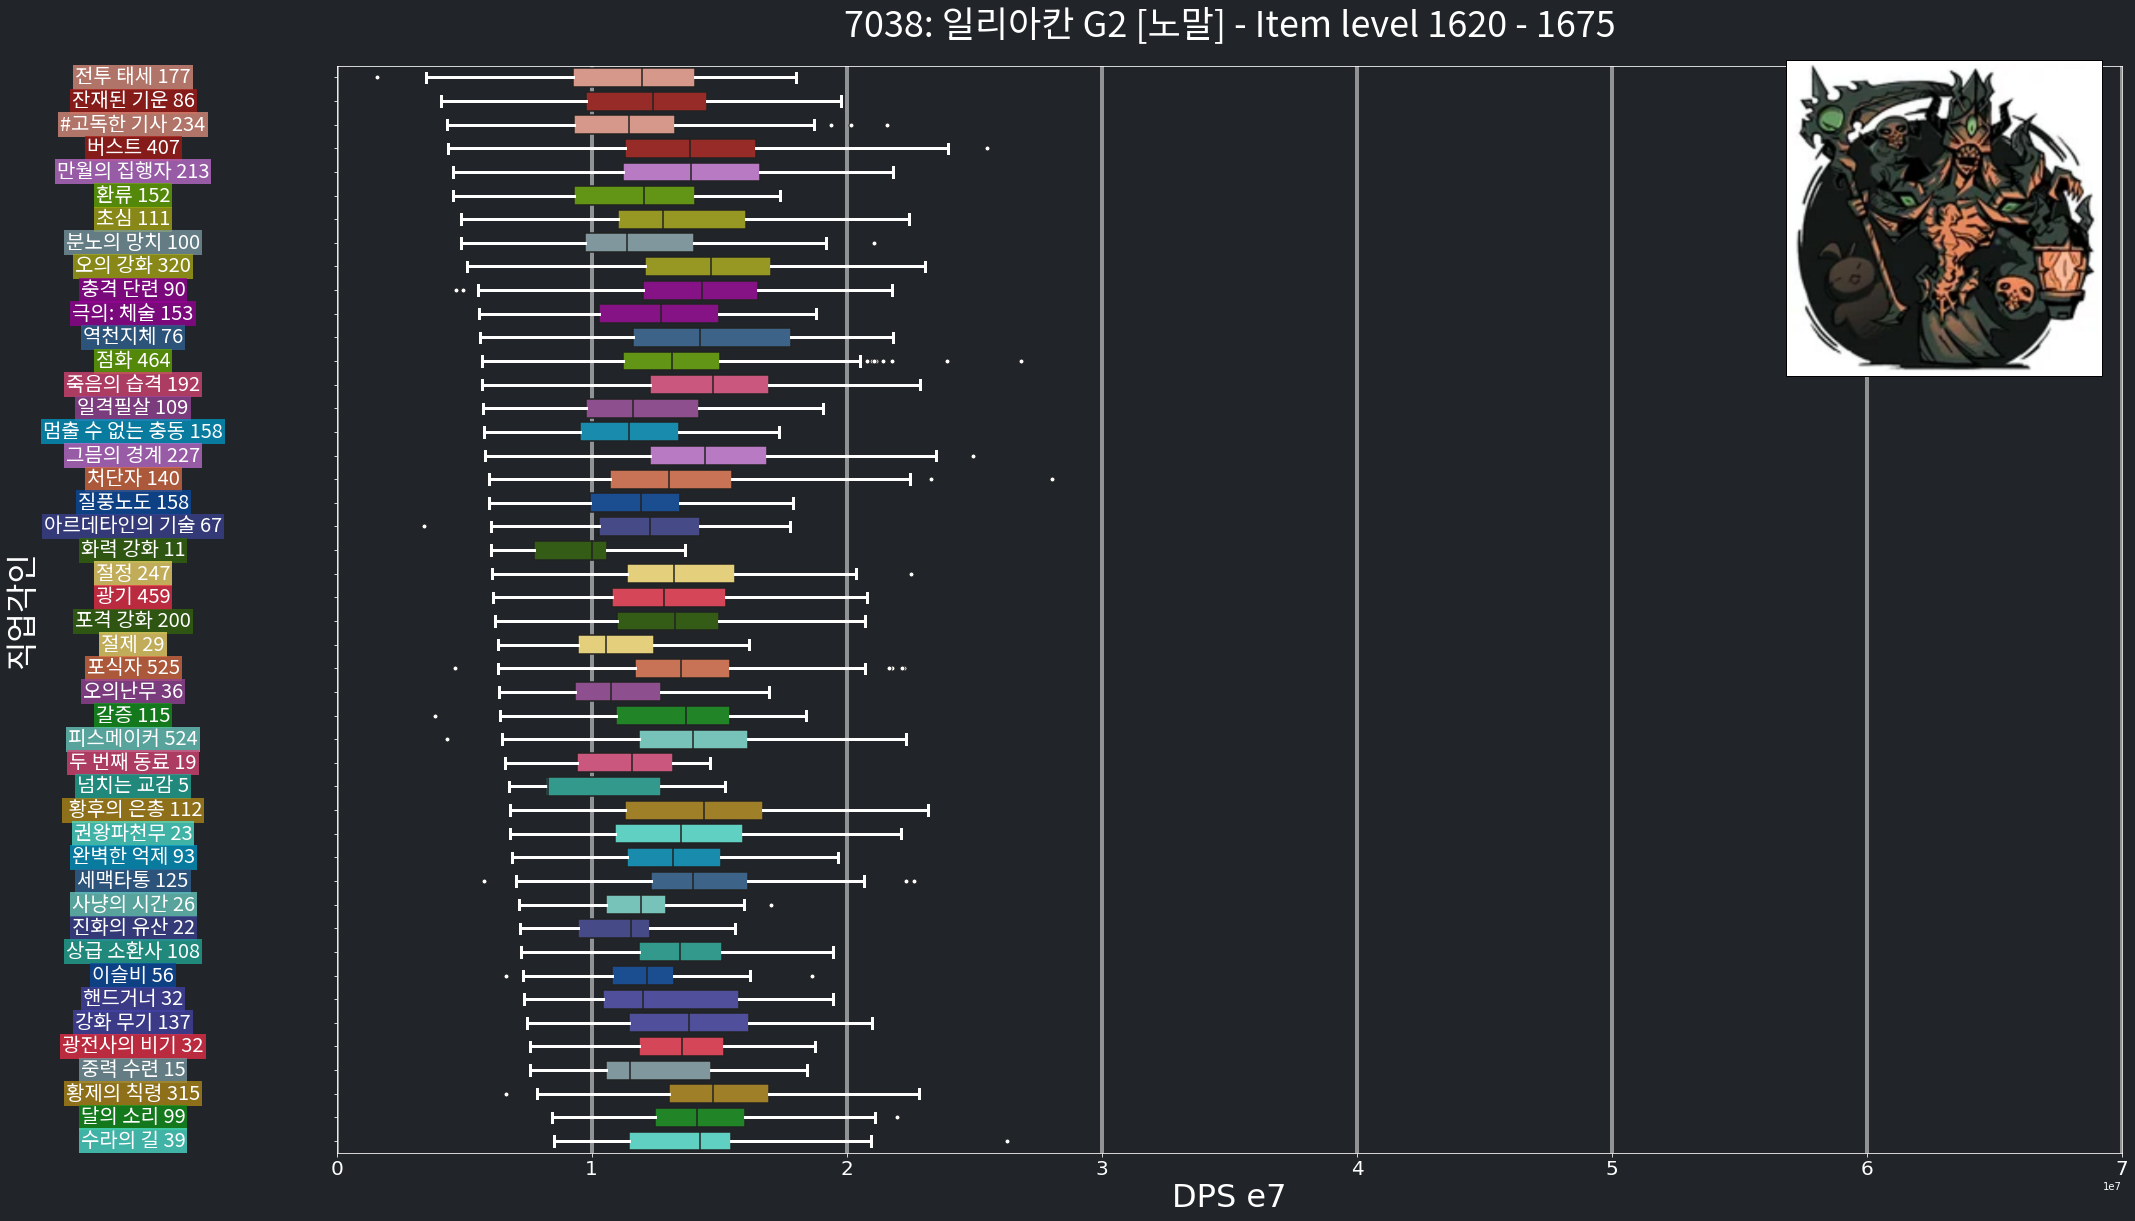 7038: 일리아칸 G2 [노말] - Item level 1620 - 1675
전투 태세 177
잔재된 기운 86
#고독한 기사 234
버스트 407
만월의 집행자 213
환류 152
초심 111
분노의 망치 100
오의 강화 320
충격 단련 90
극의: 체술 153
역천지체 76
점화 464
죽음의 습격 192
일격필살 109
멈출 수 없는 충동 158
그믐의 경계 227
처단자 140
질풍노도 158
아르데타인의 기술 67
화력 강화 11
절정 247
광기 459
포격 강화 200
절제 29
포식자 525
오의난무 36
갈증 115
피스메이커 524
두 번째 동료 19
넘치는 교감 5
황후의 은총 112
권왕파천무 23
완벽한 억제 93
세맥타통 125
사냥의 시간 26
진화의 유산 22
상급 소환사 108
이슬비 56
핸드거너 32
강화 무기 137
광전사의 비기 32
중력 수련 15
황제의 칙령 315
달의 소리 99
수라의 길 39
직업각인
0 1 2 3 4 5 6 7
1e7
DPS e7